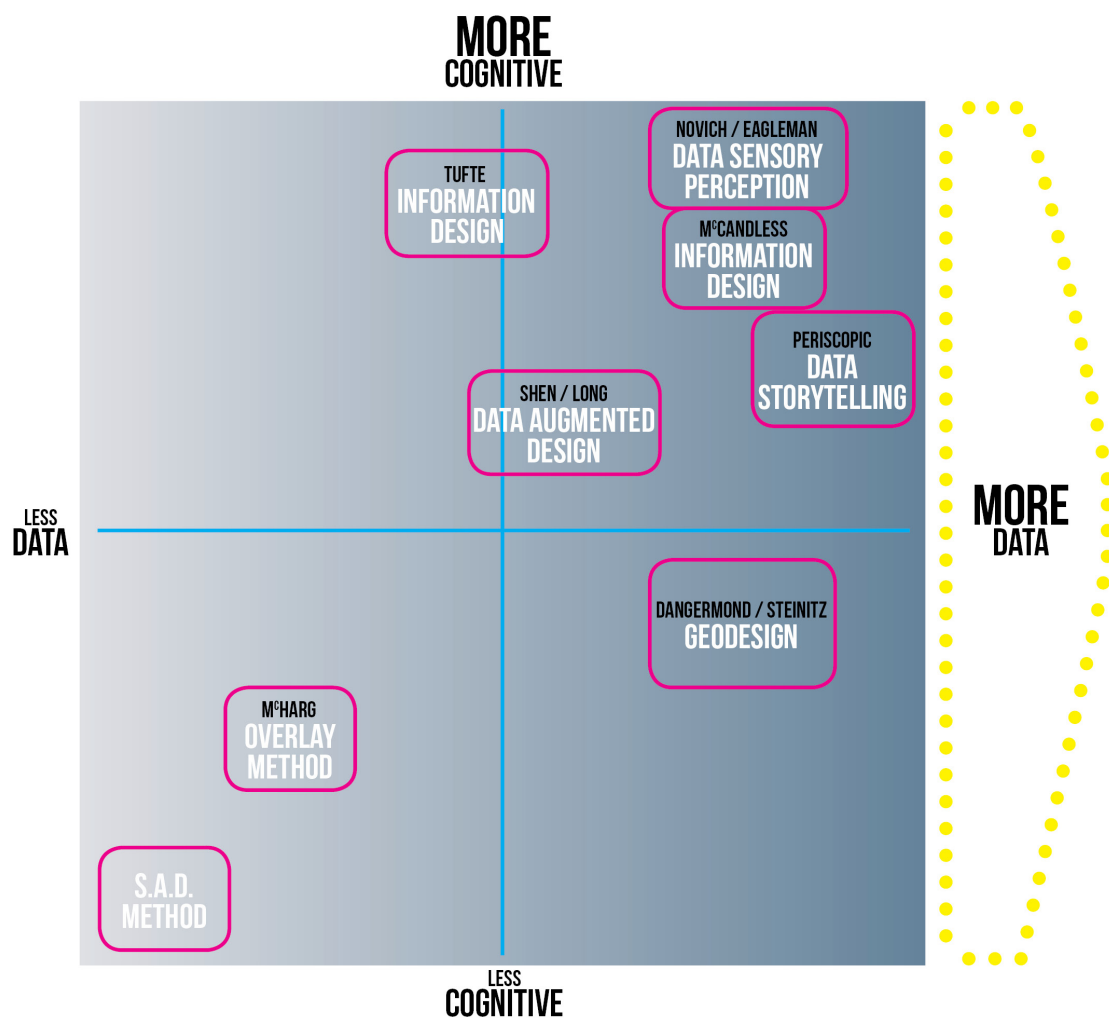 MORE
COGNITIVE
NOVICH / EAGLEMAN
DATA SENSORY
PERCEPTION
TUFTE
INFORMATION
DESIGN
MᶜCANDLESS
INFORMATION
DESIGN
PERISCOPIC
DATA
STORYTELLING
SHEN / LONG
DATA AUGMENTED
DESIGN
LESS
DATA
MORE
DATA
DANGERMOND / STEINITZ
GEODESIGN
MᶜHARG
OVERLAY
METHOD
S.A.D.
METHOD
LESS
COGNITIVE